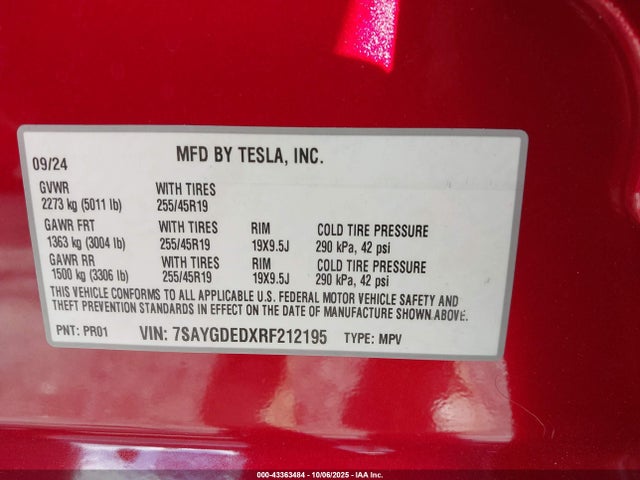 09/24 MFD BY TESLA, INC.
GVWR WITH TIRES
2273 kg (5011 lb) 255/45R19
GAWR FRT WITH TIRES RIM COLD TIRE PRESSURE
1363 kg (3004 lb) 255/45R19 19X9.5J 290 kPa, 42 psi
GAWR RR WITH TIRES RIM COLD TIRE PRESSURE
1500 kg (3306 lb) 255/45R19 19X9.5J 290 kPa, 42 psi
THIS VEHICLE CONFORMS TO ALL APPLICABLE U.S. FEDERAL MOTOR VEHICLE SAFETY AND
THEFT PREVENTION STANDARDS IN EFFECT ON THE DATE OF MANUFACTURE SHOWN ABOVE.
PNT: PR01 VIN: 7SAYGDEDXRF212195 TYPE: MPV
000-43363484 - 10/06/2025 - IAA Inc.